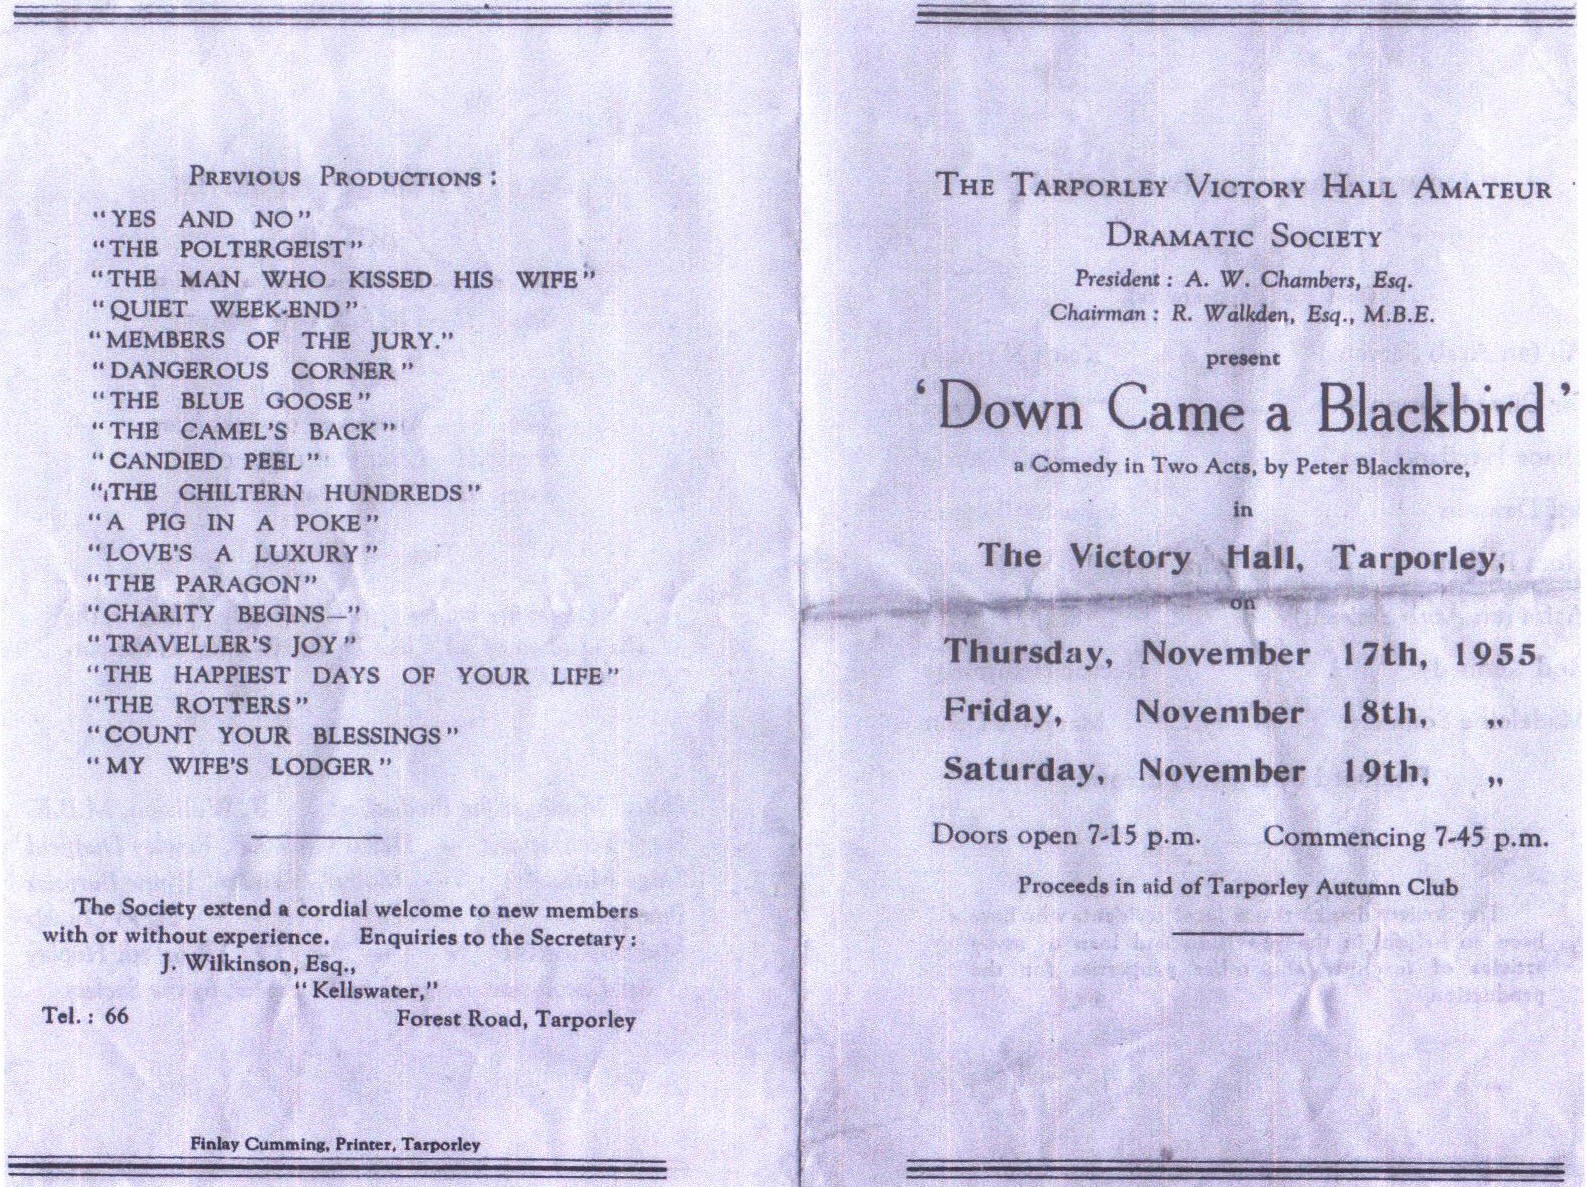 PREVIOUS PRODUCTIONS :
"YES AND NO"
"THE POLTERGEIST"
"THE MAN WHO KISSED HIS WIFE"
"QUIET WEEK-END"
"MEMBERS OF THE JURY."
"DANGEROUS CORNER"
"THE BLUE GOOSE"
"THE CAMEL'S BACK"
"CANDIED PEEL"
"THE CHILTERN HUNDREDS"
"A PIG IN A POKE"
"LOVE'S A LUXURY"
"THE PARAGON"
"CHARITY BEGINS—"
"TRAVELLER'S JOY"
"THE HAPPIEST DAYS OF YOUR LIFE"
"THE ROTTERS"
"COUNT YOUR BLESSINGS"
"MY WIFE'S LODGER"
The Society extend a cordial welcome to new members
with or without experience. Enquiries to the Secretary :
J. Wilkinson, Esq.,
"Kellswater,"
Tel. : 66 Forest Road, Tarporley
Finlay Cumming, Printer, Tarporley
THE TARPORLEY VICTORY HALL AMATEUR
DRAMATIC SOCIETY
President : A. W. Chambers, Esq.
Chairman : R. Walkden, Esq., M.B.E.
present
'Down Came a Blackbird'
a Comedy in Two Acts, by Peter Blackmore,
in
The Victory Hall, Tarporley,
on
Thursday, November 17th, 1955
Friday, November 18th, „
Saturday, November 19th, „
Doors open 7-15 p.m. Commencing 7-45 p.m.
Proceeds in aid of Tarporley Autumn Club